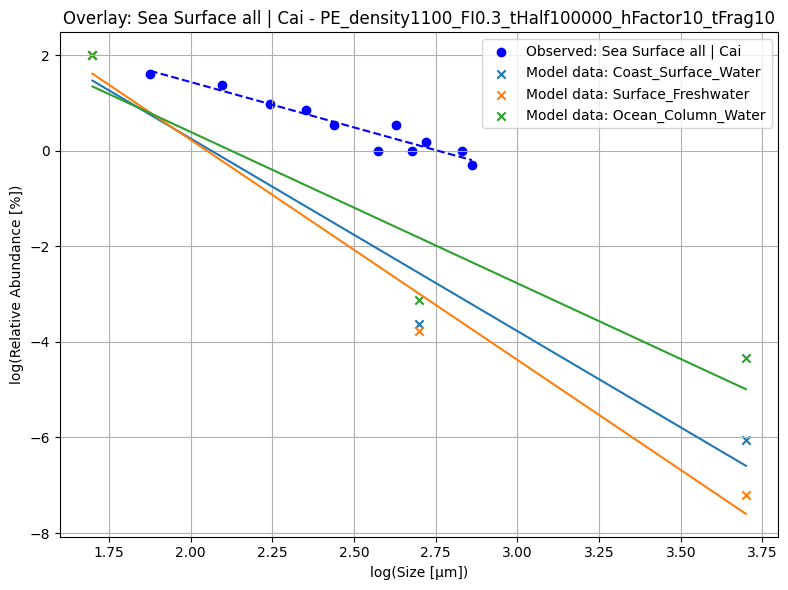 Overlay: Sea Surface all | Cai - PE_density1100_FI0.3_tHalf100000_hFactor10_tFrag10
Observed: Sea Surface all | Cai
Model data: Coast_Surface_Water
Model data: Surface_Freshwater
Model data: Ocean_Column_Water
log(Relative Abundance [%])
2
0
−2
−4
−6
−8
1.75 2.00 2.25 2.50 2.75 3.00 3.25 3.50 3.75
log(Size [μm])